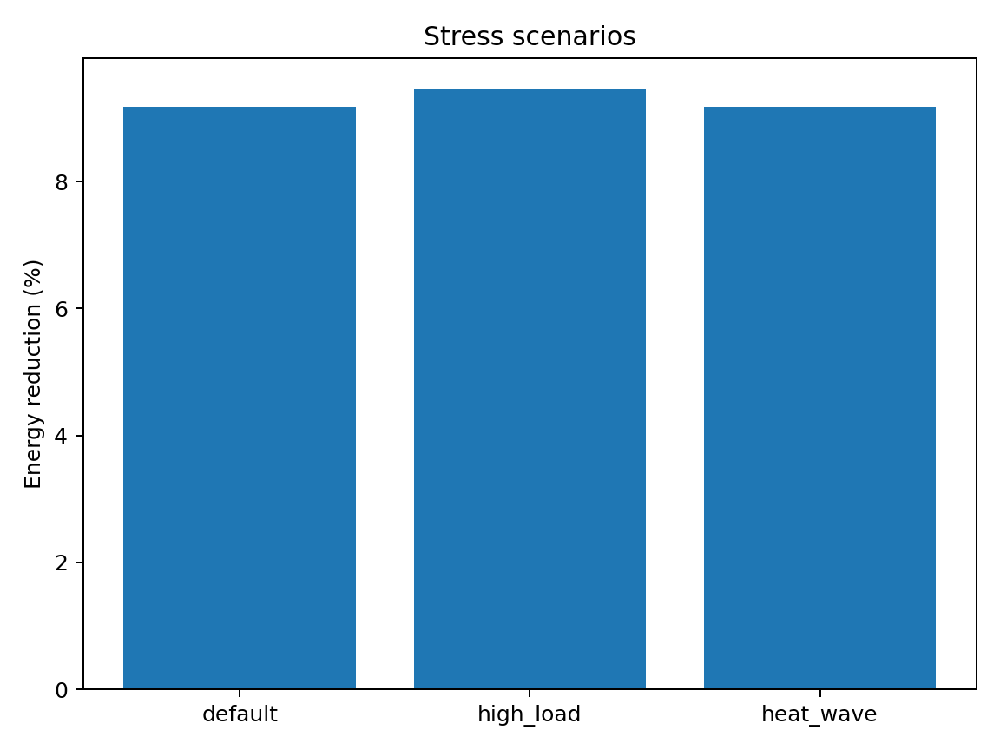 Stress scenarios
Energy reduction (%)
8
6
4
2
0
default
high_load
heat_wave